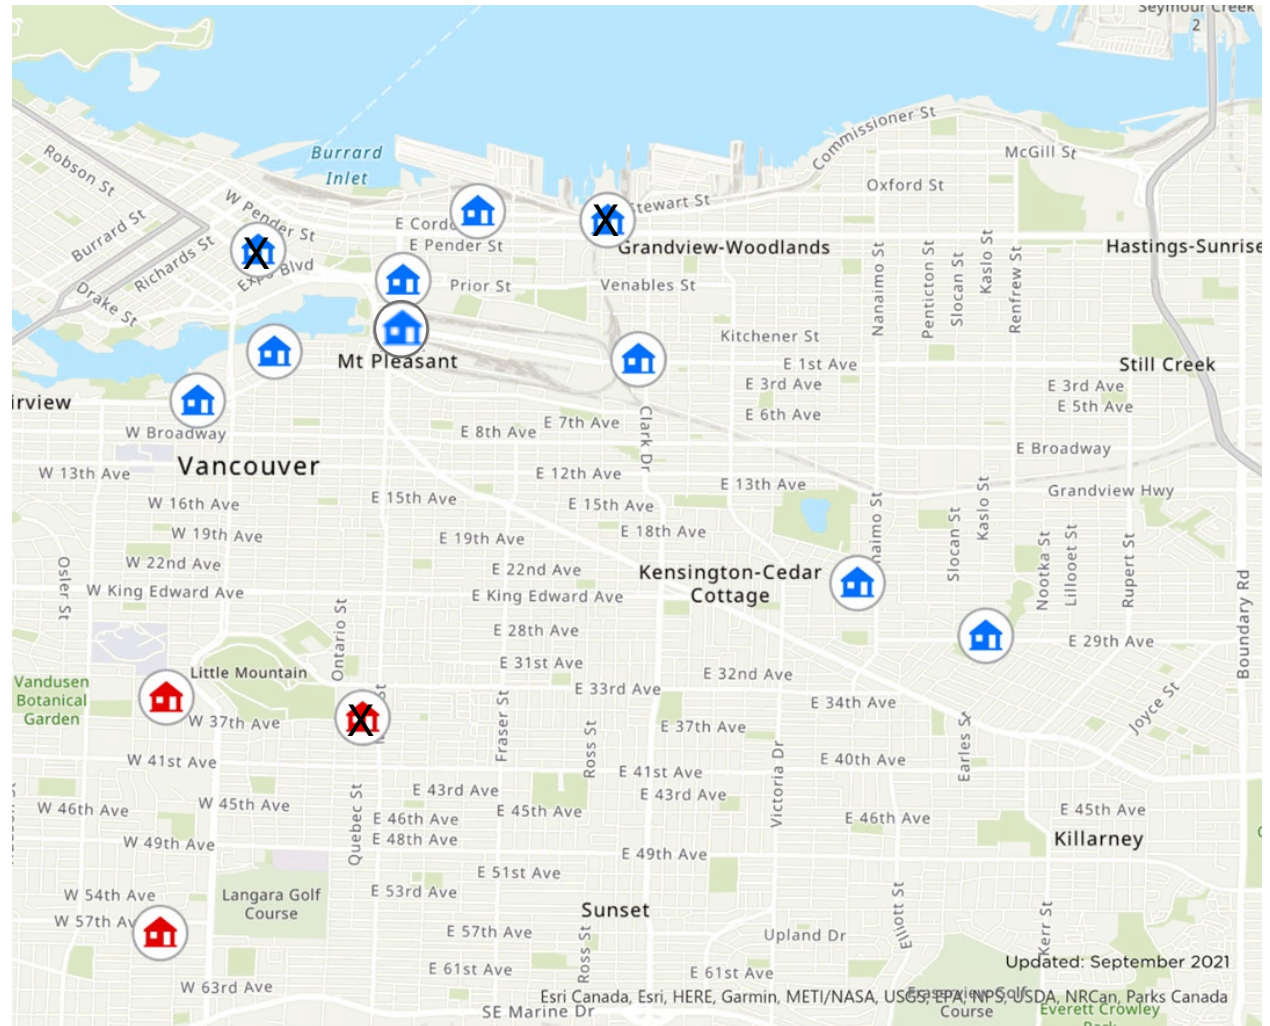 Seymour Creek
2
Commissioner St
McGill St
Robson St
Burrard
Inlet
Oxford St
W Pender St
Stewart St
Burrard St
E Cordo
E Pender St
Grandview-Woodlands
Hastings-Sunrise
X
X
Richards St
Expo Blvd
Nanaimo St
Penticton St
Slocan St
Kaslo St
Renfrew St
Drake St
Prior St
Venables St
Kitchener St
Mt Pleasant
E 1st Ave
Still Creek
E 3rd Ave
E 3rd Ave
irview
E 6th Ave
E 5th Ave
W Broadway
E 8th Ave
E 7th Ave
Clark Dr
E Broadway
Vancouver
W 13th Ave
E 12th Ave
E 13th Ave
Grandview Hwy
W 16th Ave
E 15th Ave
E 15th Ave
Kaslo St
W 19th Ave
E 19th Ave
E 18th Ave
naimo St
Slocan St
Nootka St
Lillooet St
Rupert St
W 22nd Ave
E 22nd Ave
Kensington-Cedar
Cottage
Osler St
W King Edward Ave
E King Edward Ave
Boundary Rd
Ontario St
E 28th Ave
E 29th Ave
E 31st Ave
Little Mountain
E 32nd Ave
Vandusen
Botanical
Garden
E 33rd Ave
E 34th Ave
Joyce St
W 37th Ave
X
Fraser St
Ross St
E 37th Ave
Earles St
W 41st Ave
E 41st Ave
Victoria Dr
E 40th Ave
W 46th Ave
W 45th Ave
Quebec St
E 43rd Ave
E 43rd Ave
E 46th Ave
E 45th Ave
E 46th Ave
E 45th Ave
W 49th Ave
E 48th Ave
E 49th Ave
Killarney
E 51st Ave
W 54th Ave
Langara Golf
Course
E 53rd Ave
Sunset
Elliott St
Kerr St
W 57th Av
E 57th Ave
Ross St
Upland Dr
Updated: September 2021
E 61st Ave
E 61st Ave
W 63rd Ave
Esri Canada, Esri, HERE, Garmin, METI/NASA, USGS, EPA, NPS, USDA, NRCan, Parks Canada
Fraserview Golf
Course
SE Marine Dr
Everett Crowley
Park